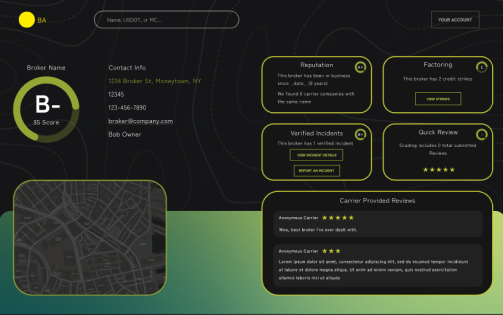 BA
Name, USDOT, or MC...
YOUR ACCOUNT
Broker Name
B-
.85 Score
Contact Info
1234 Broker St, Moneytown, NY
12345
123-456-7890
broker@company.com
Bob Owner
Reputation
This broker has been in business
since _date_ (8 years)
We found 8 carrier companies with
the same name
Factoring
This broker has 2 credit strikes
VIEW STRIKES
Verified Incidents
This broker has 1 verified incident
VIEW INCIDENT DETAILS
REPORT AN INCIDENT
Quick Review
Grading includes 0 total submitted
Reviews
★★★★★
Carrier Provided Reviews
Anonymous Carrier ★★★★★
Wow, best broker I've ever dealt with.
Anonymous Carrier ★★★
Lorem ipsum dolor sit amet, consectetur adipiscing elit, sed do eiusmod tempor incididunt
ut labore et dolore magna aliqua. Ut enim ad minim veniam, quis nostrud exercitation
ullamco laboris nisi ut aliquip